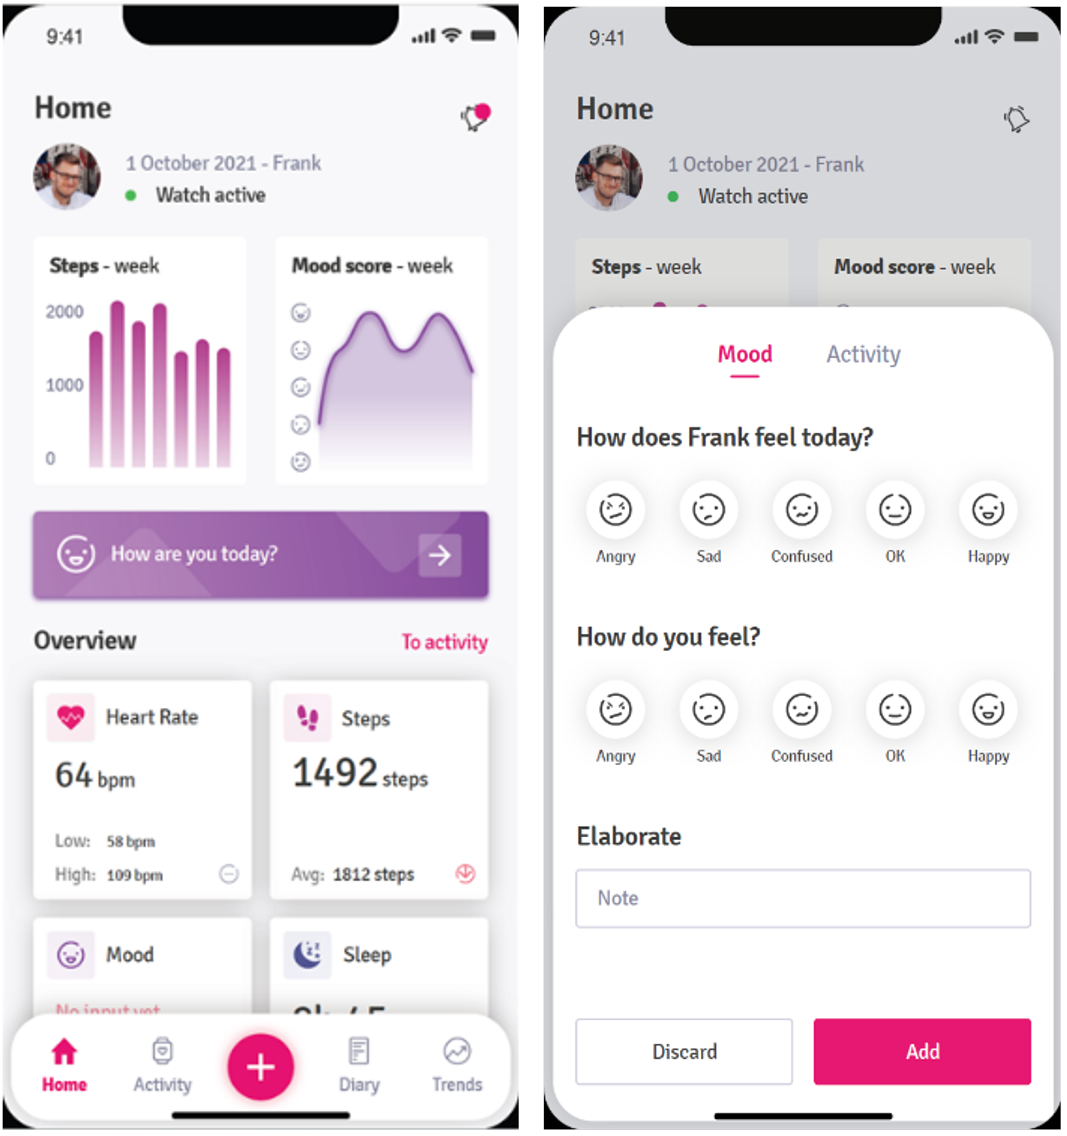 9:41
Home
1 October 2021 - Frank
Watch active
Steps - week
2000
1000
0
Mood score - week
How are you today?
Overview
To activity
Heart Rate
64 bpm
Low: 58 bpm
High: 109 bpm
Steps
1492 steps
Avg: 1812 steps
Mood
No input yet
Sleep
Home
Activity
Diary
Trends
9:41
Home
1 October 2021 - Frank
Watch active
Steps - week
Mood score - week
Mood
Activity
How does Frank feel today?
Angry
Sad
Confused
OK
Happy
How do you feel?
Angry
Sad
Confused
OK
Happy
Elaborate
Note
Discard
Add